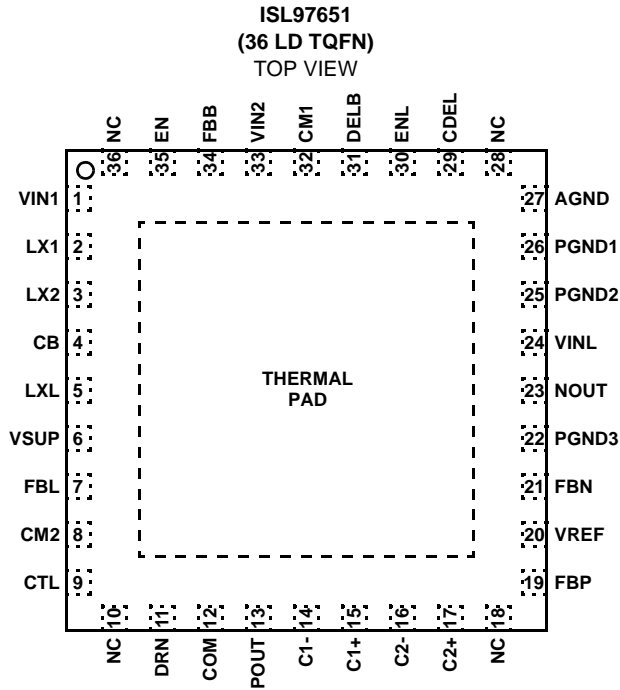 ISL97651
(36 LD TQFN)
TOP VIEW
NC EN FBB VIN2 CM1 DELB ENL CDEL NC
36 35 34 33 32 31 30 29 28
VIN1 1 27 AGND
LX1 2 26 PGND1
LX2 3 25 PGND2
CB 4 24 VINL
THERMAL
PAD
LXL 5 23 NOUT
VSUP 6 22 PGND3
FBL 7 21 FBN
CM2 8 20 VREF
CTL 9 19 FBP
10 11 12 13 14 15 16 17 18
NC DRN COM POUT C1- C1+ C2- C2+ NC